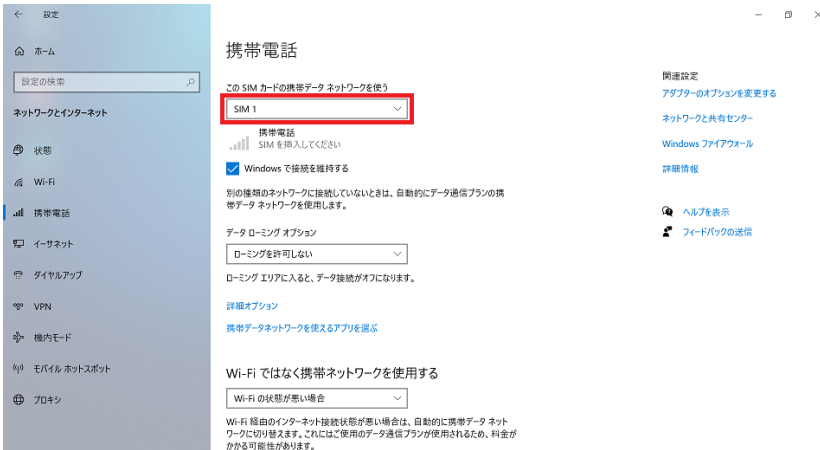 設定
ホーム
設定の検索
ネットワークとインターネット
状態
Wi-Fi
携帯電話
イーサネット
ダイヤルアップ
VPN
機内モード
モバイル ホットスポット
プロキシ
携帯電話
この SIM カードの携帯データ ネットワークを使う
SIM 1
携帯電話
SIM を挿入してください
Windows で接続を維持する
別の種類のネットワークに接続していないときは、自動的にデータ通信プランの携
帯データ ネットワークを使用します。
データ ローミング オプション
ローミングを許可しない
ローミング エリアに入ると、データ接続がオフになります。
詳細オプション
携帯データネットワークを使えるアプリを選ぶ
Wi-Fi ではなく携帯ネットワークを使用する
Wi-Fi の状態が悪い場合
Wi-Fi 経由のインターネット接続状態が悪い場合は、自動的に携帯データ ネット
ワークに切り替えます。これにはご使用のデータ通信プランが使用されるため、料金が
かかる可能性があります。
関連設定
アダプターのオプションを変更する
ネットワークと共有センター
Windows ファイアウォール
詳細情報
ヘルプを表示
フィードバックの送信